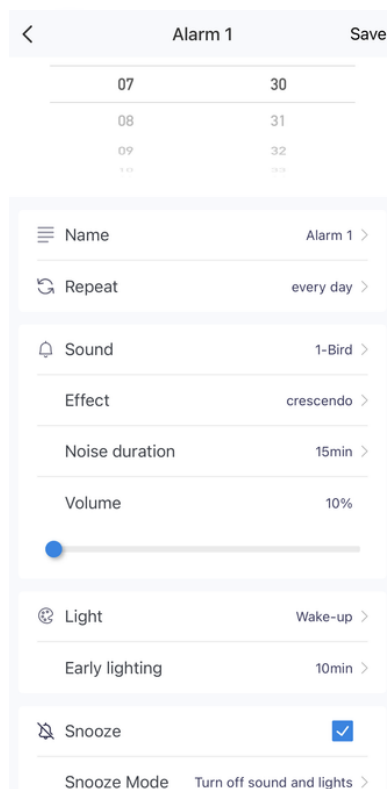 Alarm 1 Save
07 30
08 31
09 32
10 33
Name Alarm 1
Repeat every day
Sound 1-Bird
Effect crescendo
Noise duration 15min
Volume 10%
Light Wake-up
Early lighting 10min
Snooze
Snooze Mode Turn off sound and lights